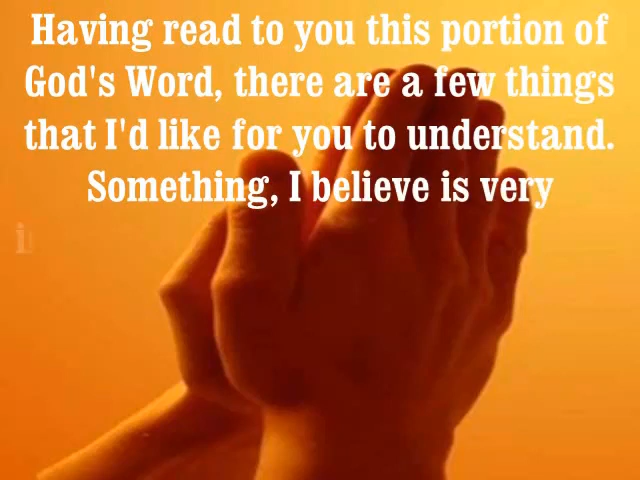 Having read to you this portion of
God's Word, there are a few things
that I'd like for you to understand.
Something, I believe is very